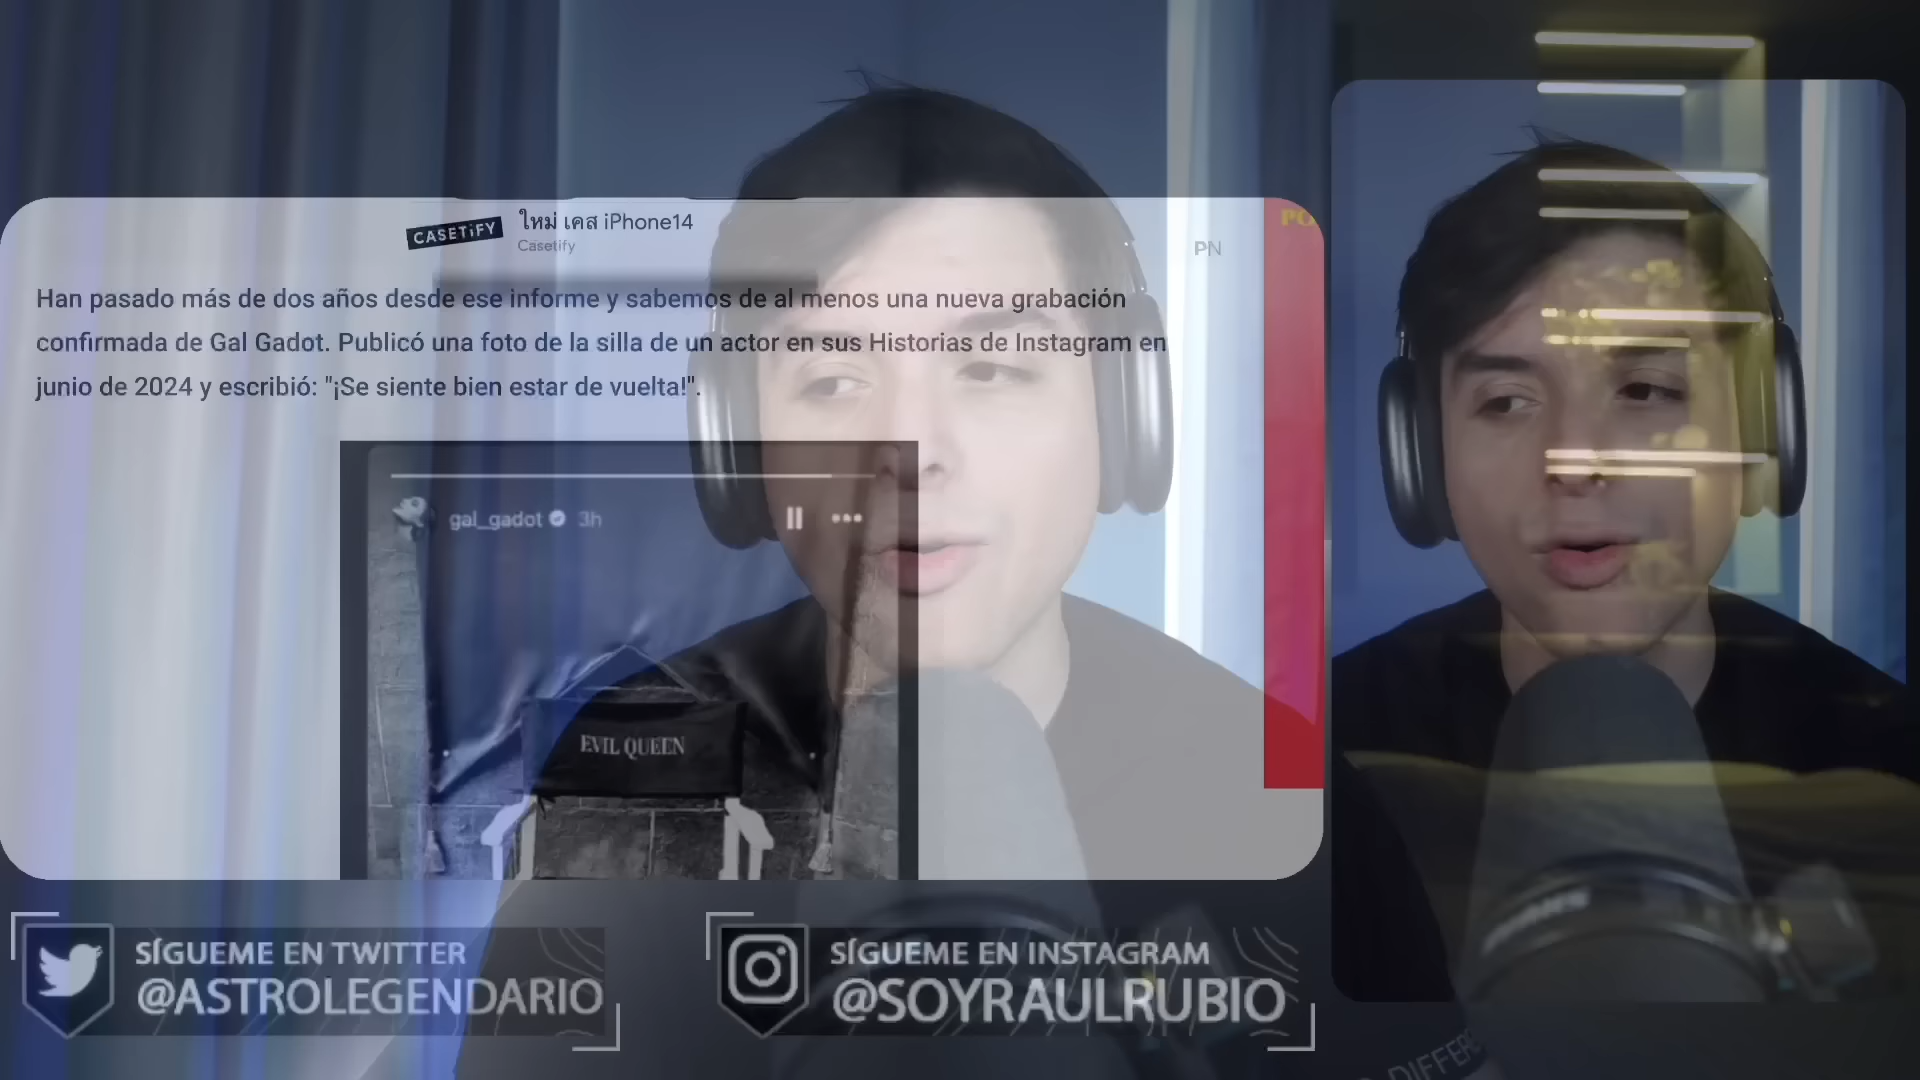 CASETiFY
ใหม่ เคส iPhone14
Casetify
PN
Han pasado más de dos años desde ese informe y sabemos de al menos una nueva grabación
confirmada de Gal Gadot. Publicó una foto de la silla de un actor en sus Historias de Instagram en
junio de 2024 y escribió: "¡Se siente bien estar de vuelta!".
gal_gadot 3h
EVIL QUEEN
SÍGUEME EN TWITTER
@ASTROLEGENDARIO
SÍGUEME EN INSTAGRAM
@SOYRAULRUBIO